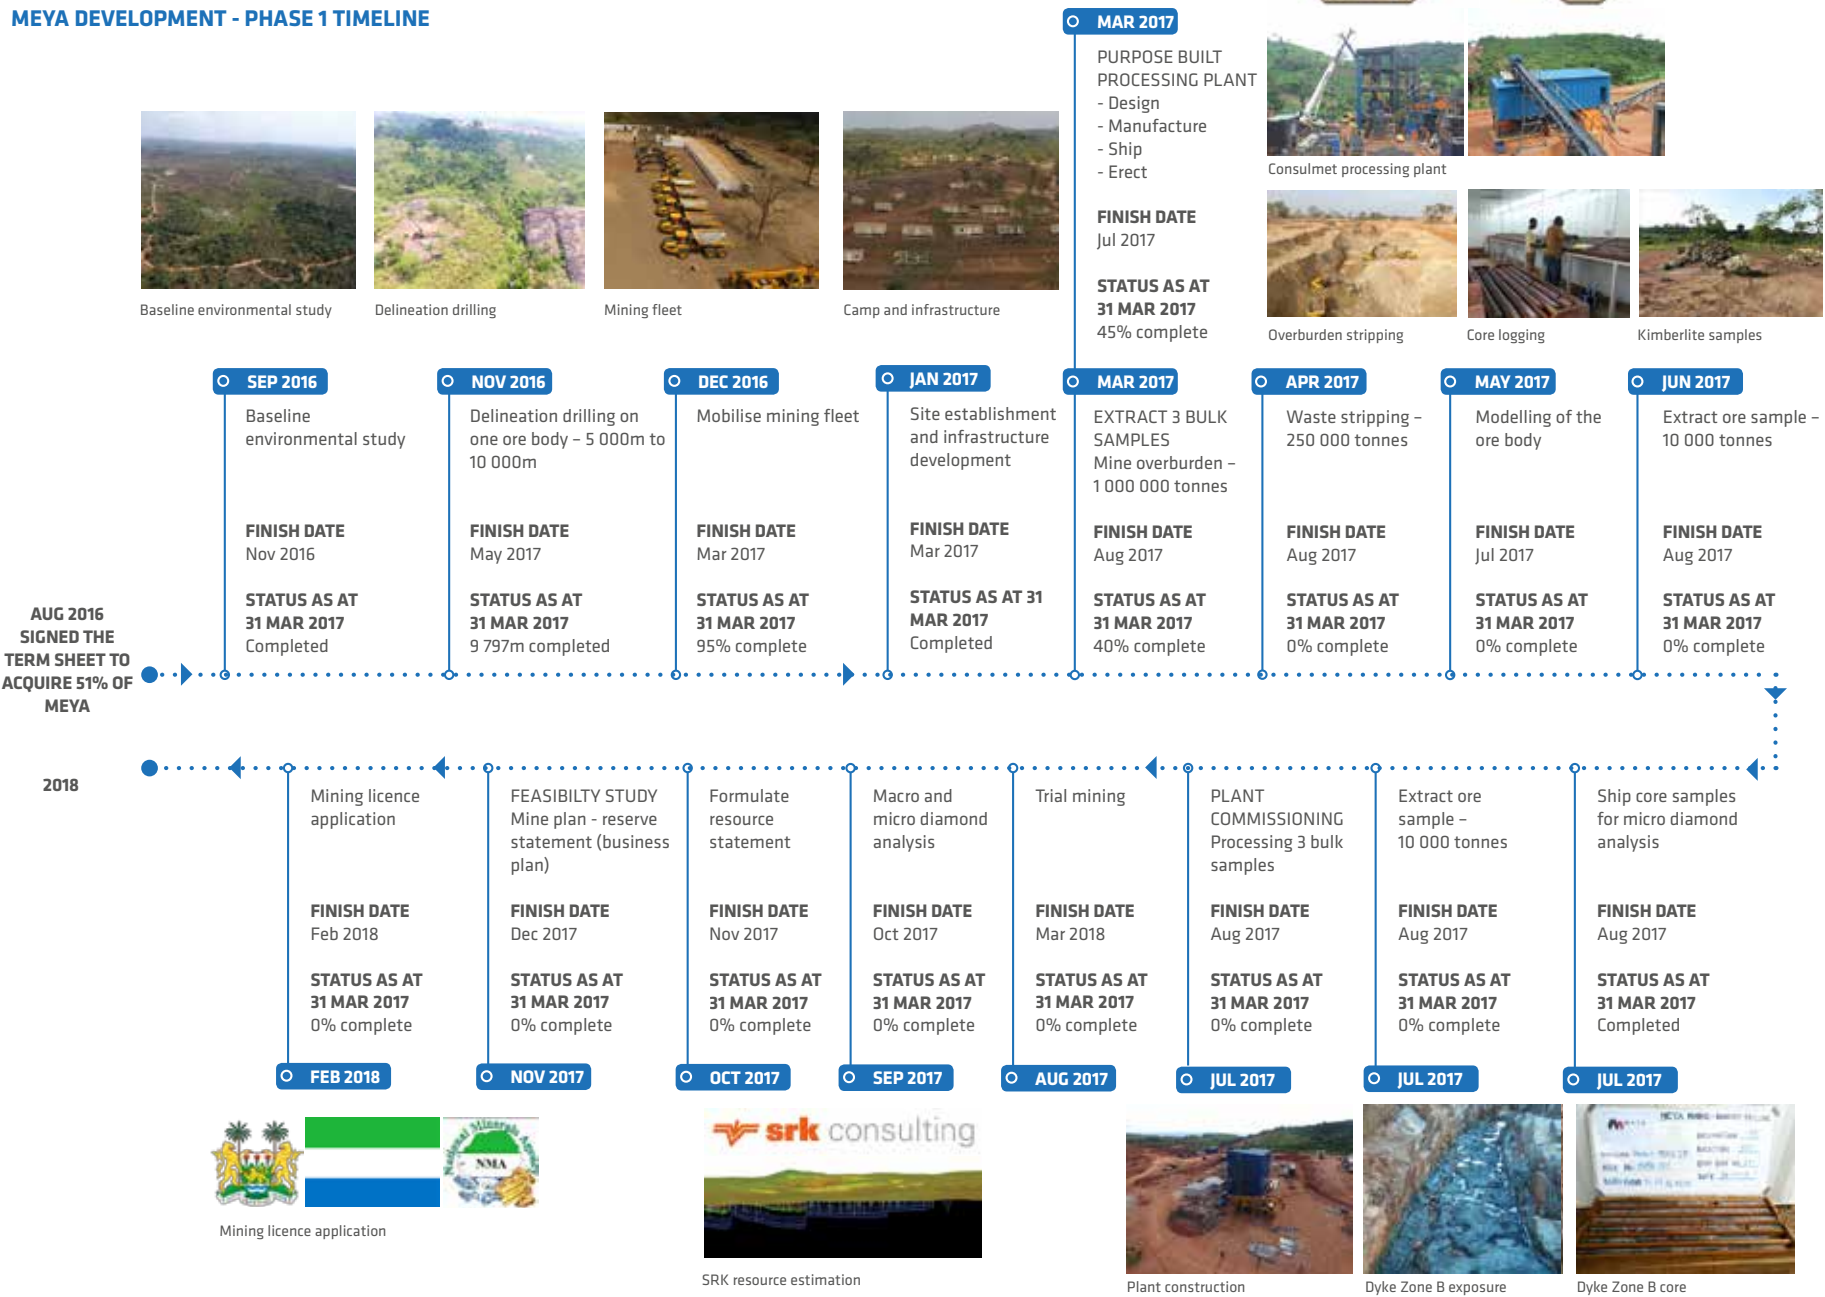 MEYA DEVELOPMENT - PHASE 1 TIMELINE
MAR 2017
PURPOSE BUILT
PROCESSING PLANT
- Design
- Manufacture
- Ship
- Erect
FINISH DATE
Jul 2017
STATUS AS AT
31 MAR 2017
45% complete
Consulmet processing plant
Baseline environmental study
Delineation drilling
Mining fleet
Camp and infrastructure
Overburden stripping
Core logging
Kimberlite samples
SEP 2016
Baseline
environmental study
FINISH DATE
Nov 2016
STATUS AS AT
31 MAR 2017
Completed
NOV 2016
Delineation drilling on
one ore body – 5 000m to
10 000m
FINISH DATE
May 2017
STATUS AS AT
31 MAR 2017
9 797m completed
DEC 2016
Mobilise mining fleet
FINISH DATE
Mar 2017
STATUS AS AT
31 MAR 2017
95% complete
JAN 2017
Site establishment
and infrastructure
development
FINISH DATE
Mar 2017
STATUS AS AT 31
MAR 2017
Completed
MAR 2017
EXTRACT 3 BULK
SAMPLES
Mine overburden –
1 000 000 tonnes
FINISH DATE
Aug 2017
STATUS AS AT
31 MAR 2017
40% complete
APR 2017
Waste stripping –
250 000 tonnes
FINISH DATE
Aug 2017
STATUS AS AT
31 MAR 2017
0% complete
MAY 2017
Modelling of the
ore body
FINISH DATE
Jul 2017
STATUS AS AT
31 MAR 2017
0% complete
JUN 2017
Extract ore sample –
10 000 tonnes
FINISH DATE
Aug 2017
STATUS AS AT
31 MAR 2017
0% complete
AUG 2016
SIGNED THE
TERM SHEET TO
ACQUIRE 51% OF
MEYA
2018
Mining licence
application
FINISH DATE
Feb 2018
STATUS AS AT
31 MAR 2017
0% complete
FEB 2018
FEASIBILTY STUDY
Mine plan - reserve
statement (business
plan)
FINISH DATE
Dec 2017
STATUS AS AT
31 MAR 2017
0% complete
NOV 2017
Formulate
resource
statement
FINISH DATE
Nov 2017
STATUS AS AT
31 MAR 2017
0% complete
OCT 2017
Macro and
micro diamond
analysis
FINISH DATE
Oct 2017
STATUS AS AT
31 MAR 2017
0% complete
SEP 2017
Trial mining
FINISH DATE
Mar 2018
STATUS AS AT
31 MAR 2017
0% complete
AUG 2017
PLANT
COMMISSIONING
Processing 3 bulk
samples
FINISH DATE
Aug 2017
STATUS AS AT
31 MAR 2017
0% complete
JUL 2017
Extract ore
sample –
10 000 tonnes
FINISH DATE
Aug 2017
STATUS AS AT
31 MAR 2017
0% complete
JUL 2017
Ship core samples
for micro diamond
analysis
FINISH DATE
Aug 2017
STATUS AS AT
31 MAR 2017
Completed
JUL 2017
National Minerals
NMA
Mining licence application
srk consulting
SRK resource estimation
Plant construction
Dyke Zone B exposure
Dyke Zone B core